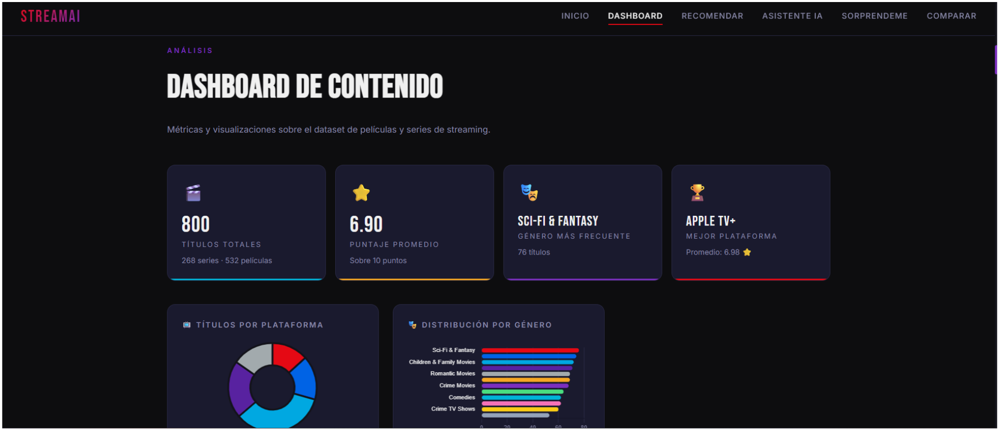 STREAMAI
INICIO DASHBOARD RECOMENDAR ASISTENTE IA SORPRENDEME COMPARAR
ANÁLISIS
DASHBOARD DE CONTENIDO
Métricas y visualizaciones sobre el dataset de películas y series de streaming.
800
TÍTULOS TOTALES
268 series · 532 películas
6.90
PUNTAJE PROMEDIO
Sobre 10 puntos
SCI-FI & FANTASY
GÉNERO MÁS FRECUENTE
76 títulos
APPLE TV+
MEJOR PLATAFORMA
Promedio: 6.98
TÍTULOS POR PLATAFORMA
DISTRIBUCIÓN POR GÉNERO
Sci-Fi & Fantasy
Children & Family Movies
Romantic Movies
Crime Movies
Comedies
Crime TV Shows
0 20 40 60 80